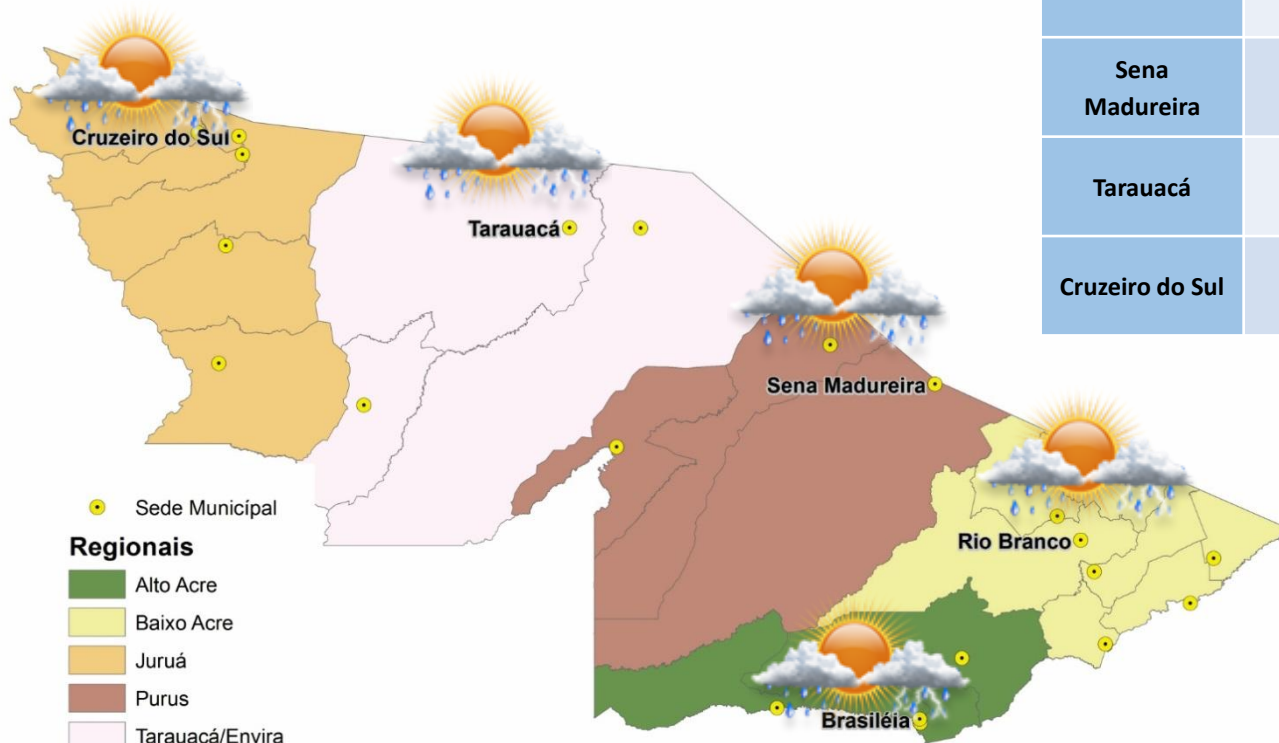 Cruzeiro do Sul
Tarauacá
Sena Madureira
Rio Branco
Brasiléia
Sede Municípal
Regionais
Alto Acre
Baixo Acre
Juruá
Purus
Tarauacá/Envira
Sena
Madureira
Tarauacá
Cruzeiro do Sul